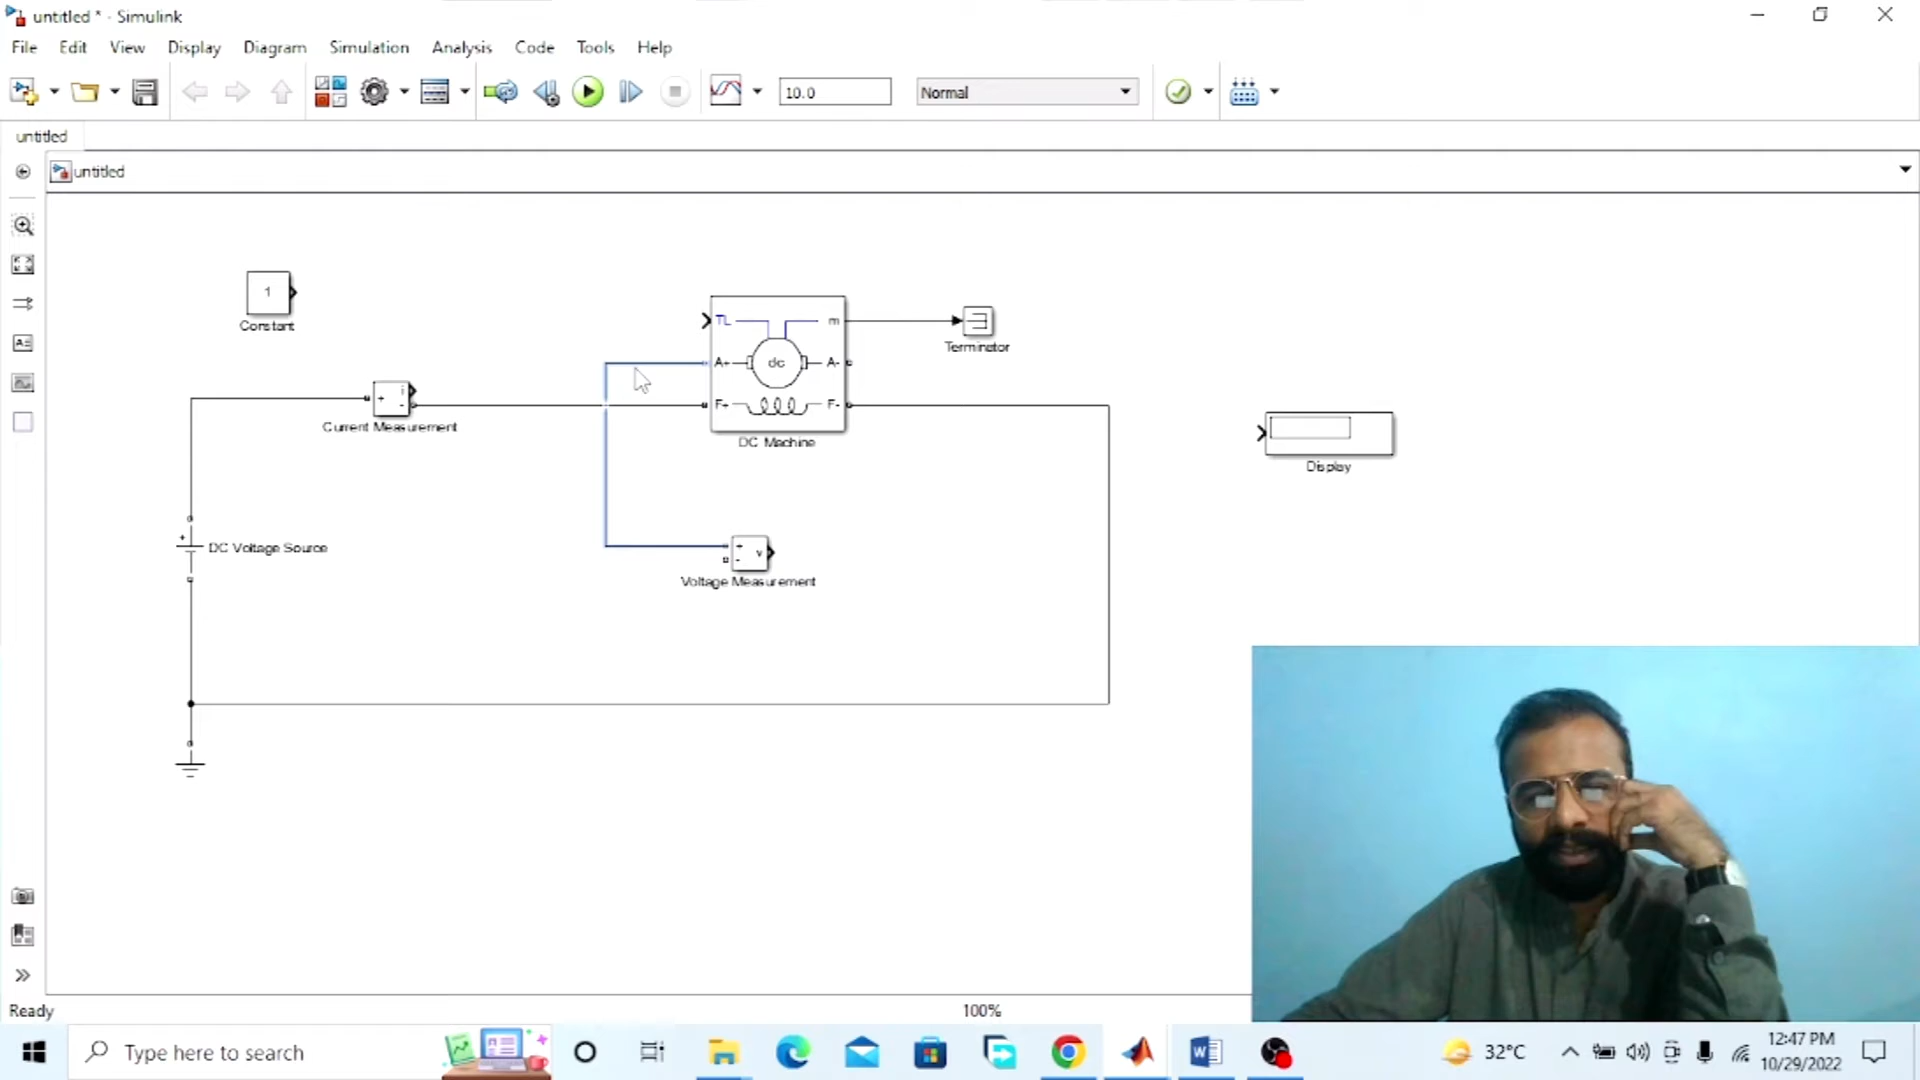 untitled * - Simulink
File Edit View Display Diagram Simulation Analysis Code Tools Help
10.0
Normal
untitled
untitled
1
Constant
TL
m
Terminator
A+
dc
A-
i
+
-
F+
F-
Current Measurement
DC Machine
Display
+
DC Voltage Source
+
-
v
Voltage Measurement
Ready
100%
Type here to search
32°C
12:47 PM
10/29/2022